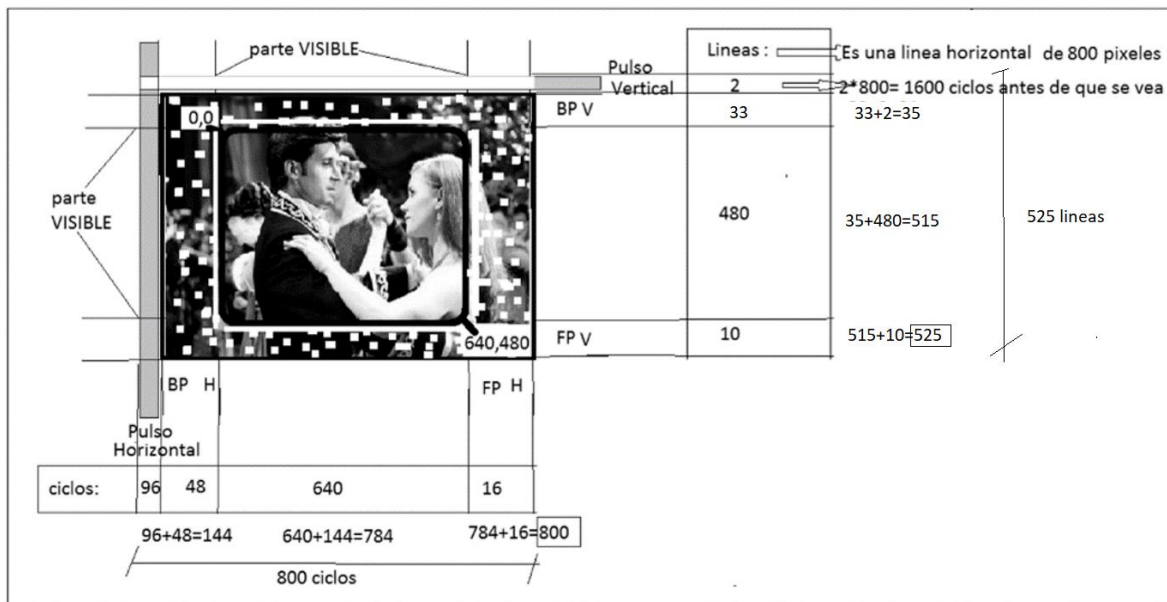 parte VISIBLE
Lineas :
Es una linea horizontal de 800 pixeles
Pulso
Vertical
2
2*800= 1600 ciclos antes de que se vea
BP V
33
33+2=35
0,0
parte
VISIBLE
480
35+480=515
525 lineas
640,480
FP V
10
515+10=525
BP H
FP H
Pulso
Horizontal
ciclos:
96
48
640
16
96+48=144
640+144=784
784+16=800
800 ciclos